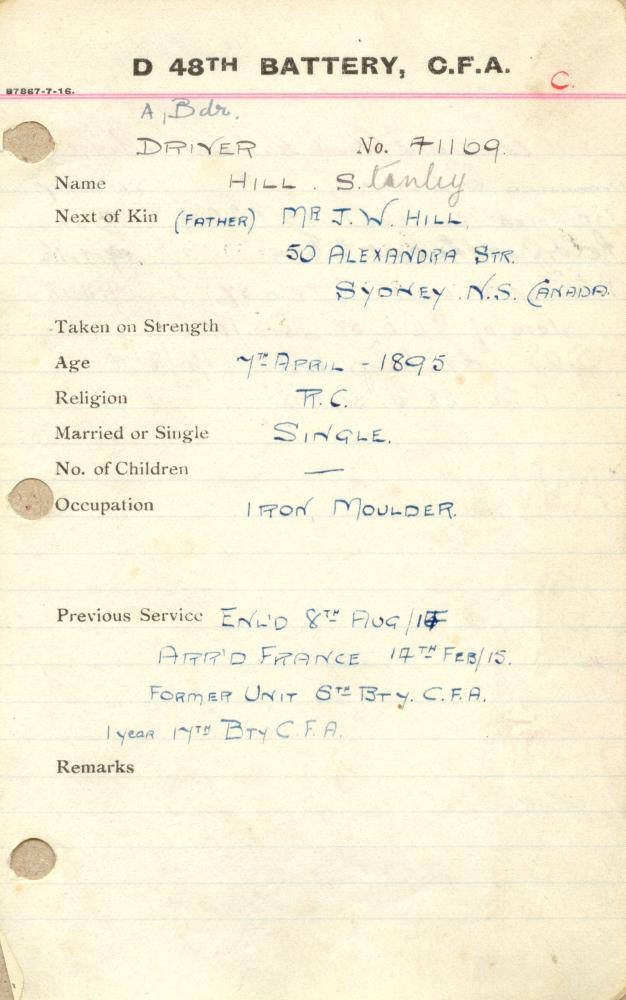 D 48TH BATTERY, C.F.A.
C.
87867-7-16.
A, Bdr.
DRIVER No. 41169.
Name HILL. Stanley
Next of Kin (FATHER) MR J.W. HILL.
50 ALEXANDRA STR.
SYDNEY. N.S. CANADA.
Taken on Strength
Age 7TH APRIL - 1895
Religion R.C.
Married or Single SINGLE.
No. of Children —
Occupation IRON MOULDER.
Previous Service ENL'D 8TH AUG/14
ARR'D FRANCE 14TH FEB/15.
FORMER UNIT 6TH BTY. C.F.A.
1 year 17TH BTY C.F.A.
Remarks